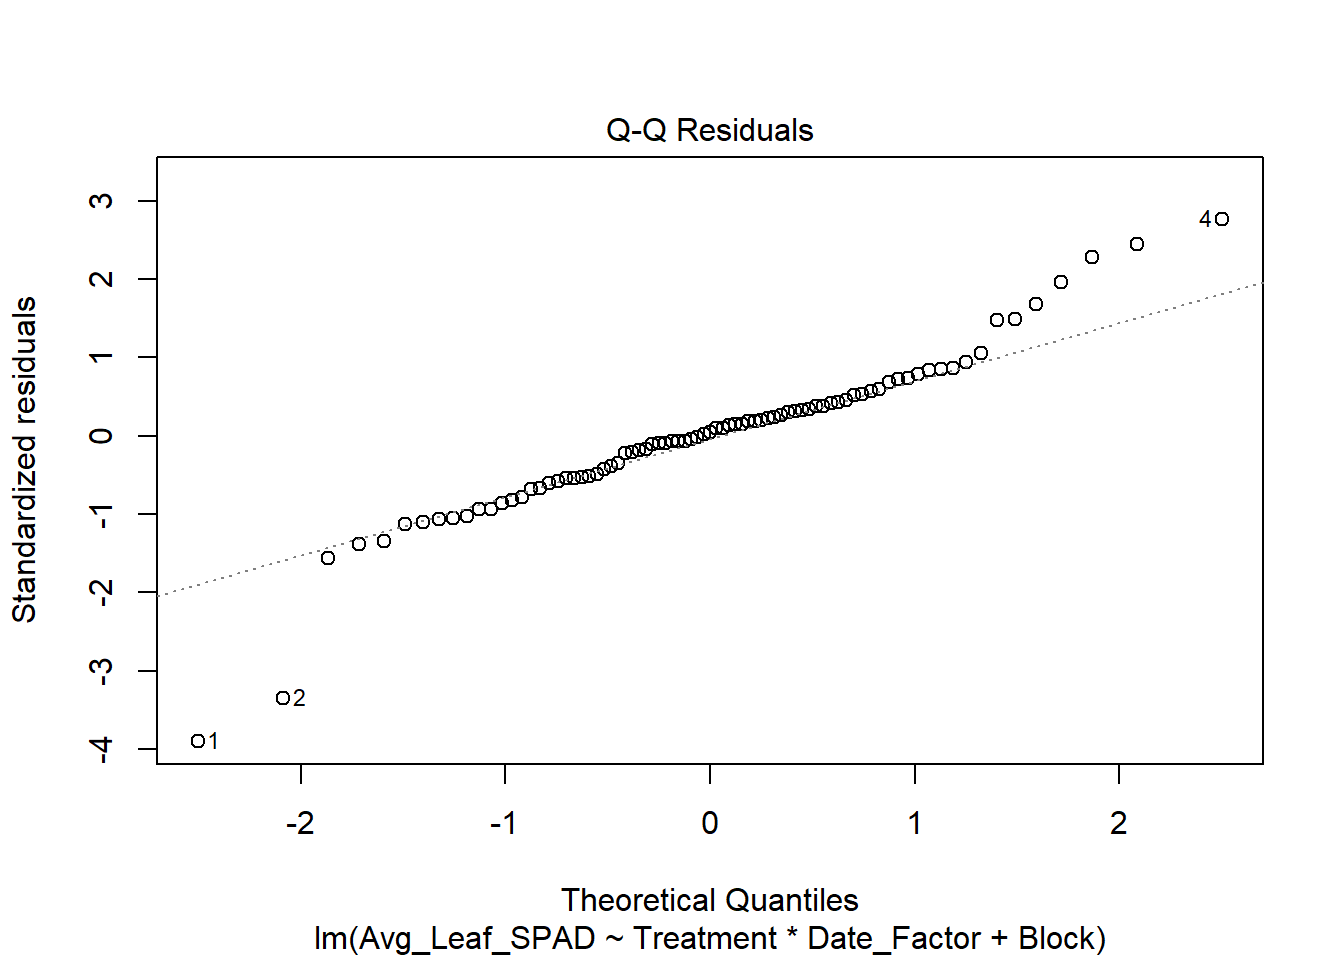 Q-Q Residuals
Standardized residuals
3
2
1
0
-1
-2
-3
-4
4
2
1
-2 -1 0 1 2
Theoretical Quantiles
lm(Avg_Leaf_SPAD ~ Treatment * Date_Factor + Block)